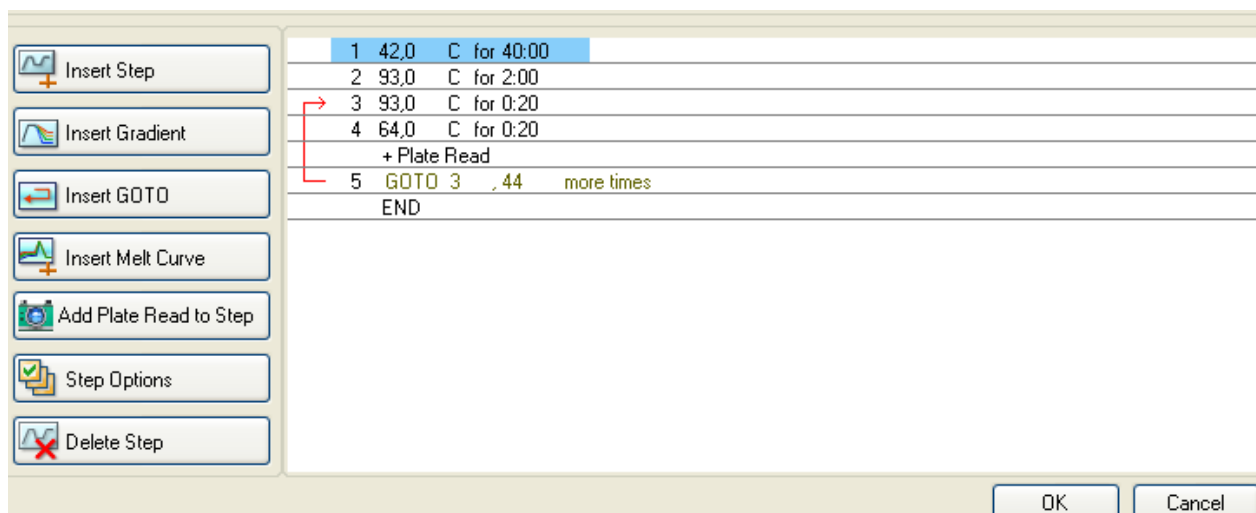 Insert Step
Insert Gradient
Insert GOTO
Insert Melt Curve
Add Plate Read to Step
Step Options
Delete Step
1 42,0 C for 40:00
2 93,0 C for 2:00
3 93,0 C for 0:20
4 64,0 C for 0:20
+ Plate Read
5 GOTO 3 , 44 more times
END
OK Cancel